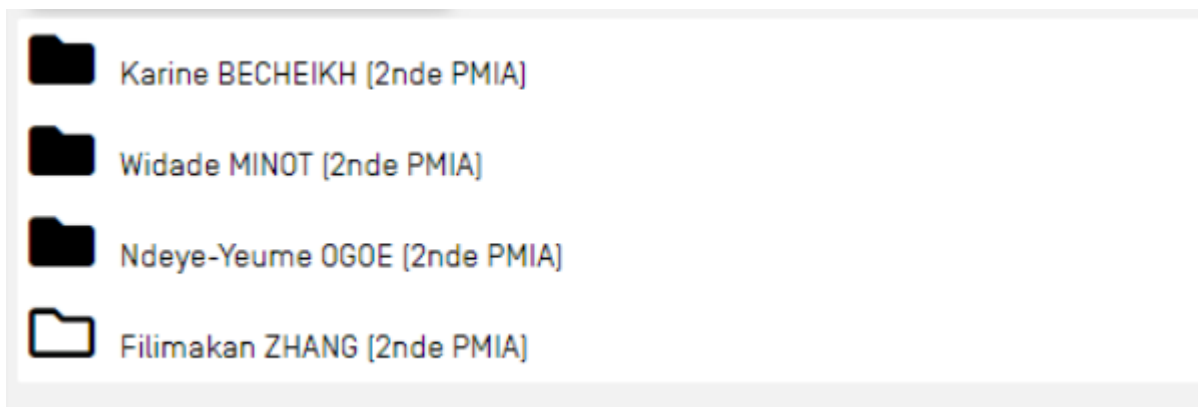 Karine BECHEIKH (2nde PMIA)
Widade MINOT (2nde PMIA)
Ndeye-Yeume OGOE (2nde PMIA)
Filimakan ZHANG (2nde PMIA)